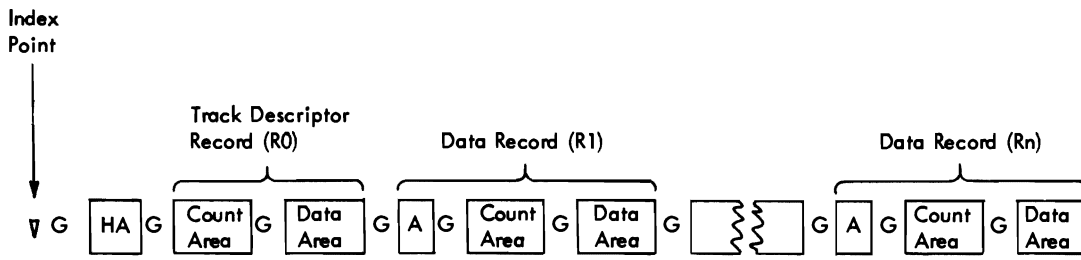 Index
Point
Track Descriptor
Record (R0)
Data Record (R1)
Data Record (Rn)
G HA G Count Area G Data Area G A G Count Area G Data Area G G A G Count Area G Data Area